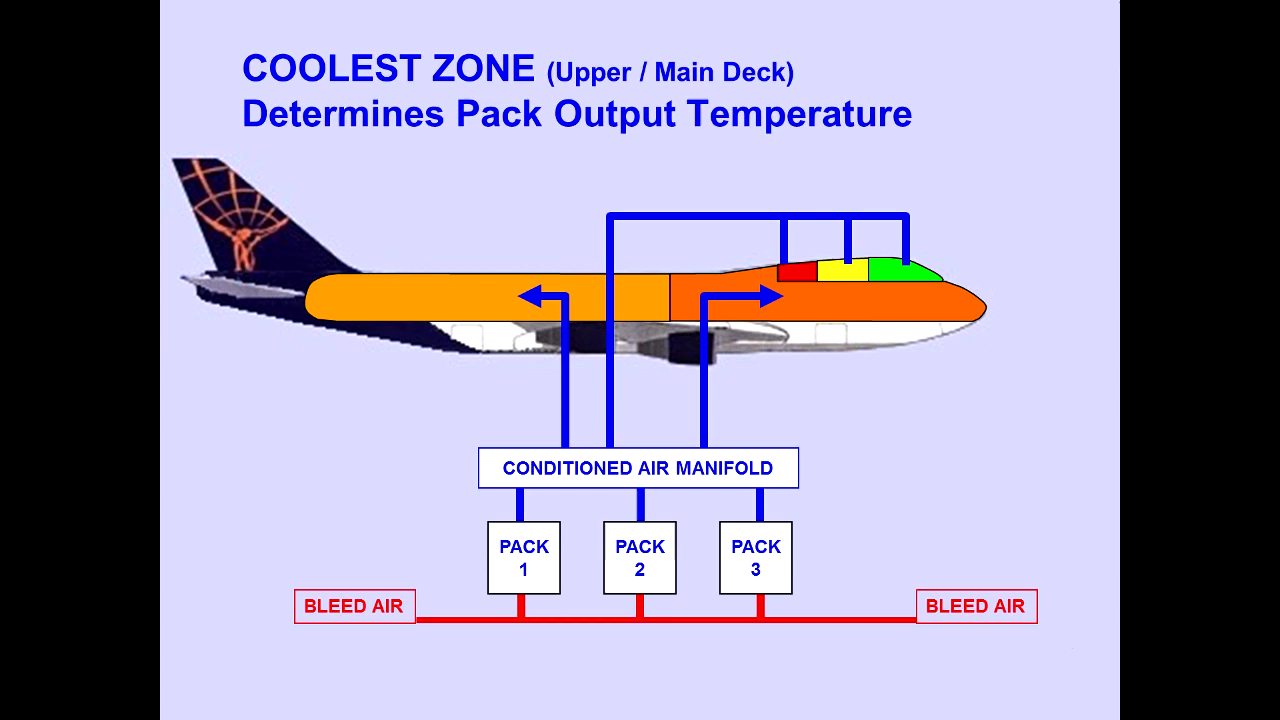 COOLEST ZONE (Upper / Main Deck)
Determines Pack Output Temperature
CONDITIONED AIR MANIFOLD
PACK
1
PACK
2
PACK
3
BLEED AIR
BLEED AIR